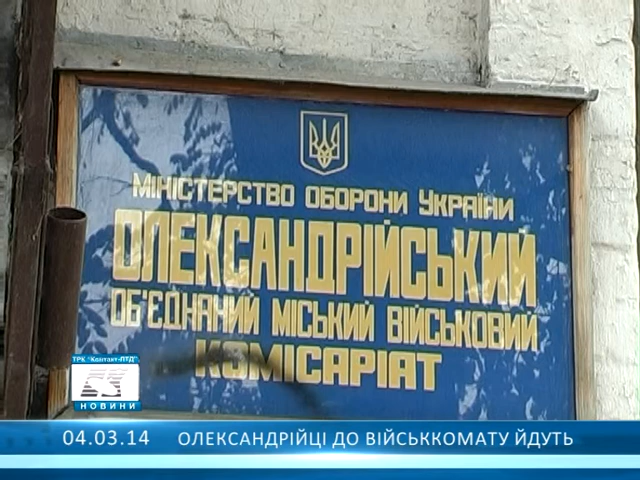 МІНІСТЕРСТВО ОБОРОНИ УКРАЇНИ
ОЛЕКСАНДРІЙСЬКИЙ
ОБ'ЄДНАНИЙ МІСЬКИЙ ВІЙСЬКОВИЙ
КОМІСАРІАТ
ТРК "Контакт-ПТД"
НОВИНИ
04.03.14 ОЛЕКСАНДРІЙЦІ ДО ВІЙСЬККОМАТУ ЙДУТЬ